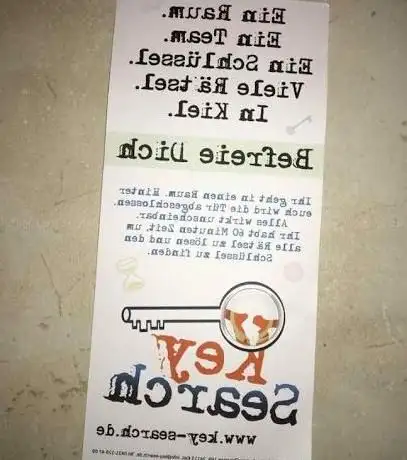 Ein Raum.
Ein Team.
Ein Schlüssel.
Viele Rätsel.
In Kiel.
Befreie Dich
Ihr geht in einen Raum. Hinter
euch wird die Tür abgeschlossen.
Alles wirkt unscheinbar.
Ihr habt 60 Minuten Zeit, um
alle Rätsel zu lösen und den
Schlüssel zu finden.
Key
Search
www.key-search.de